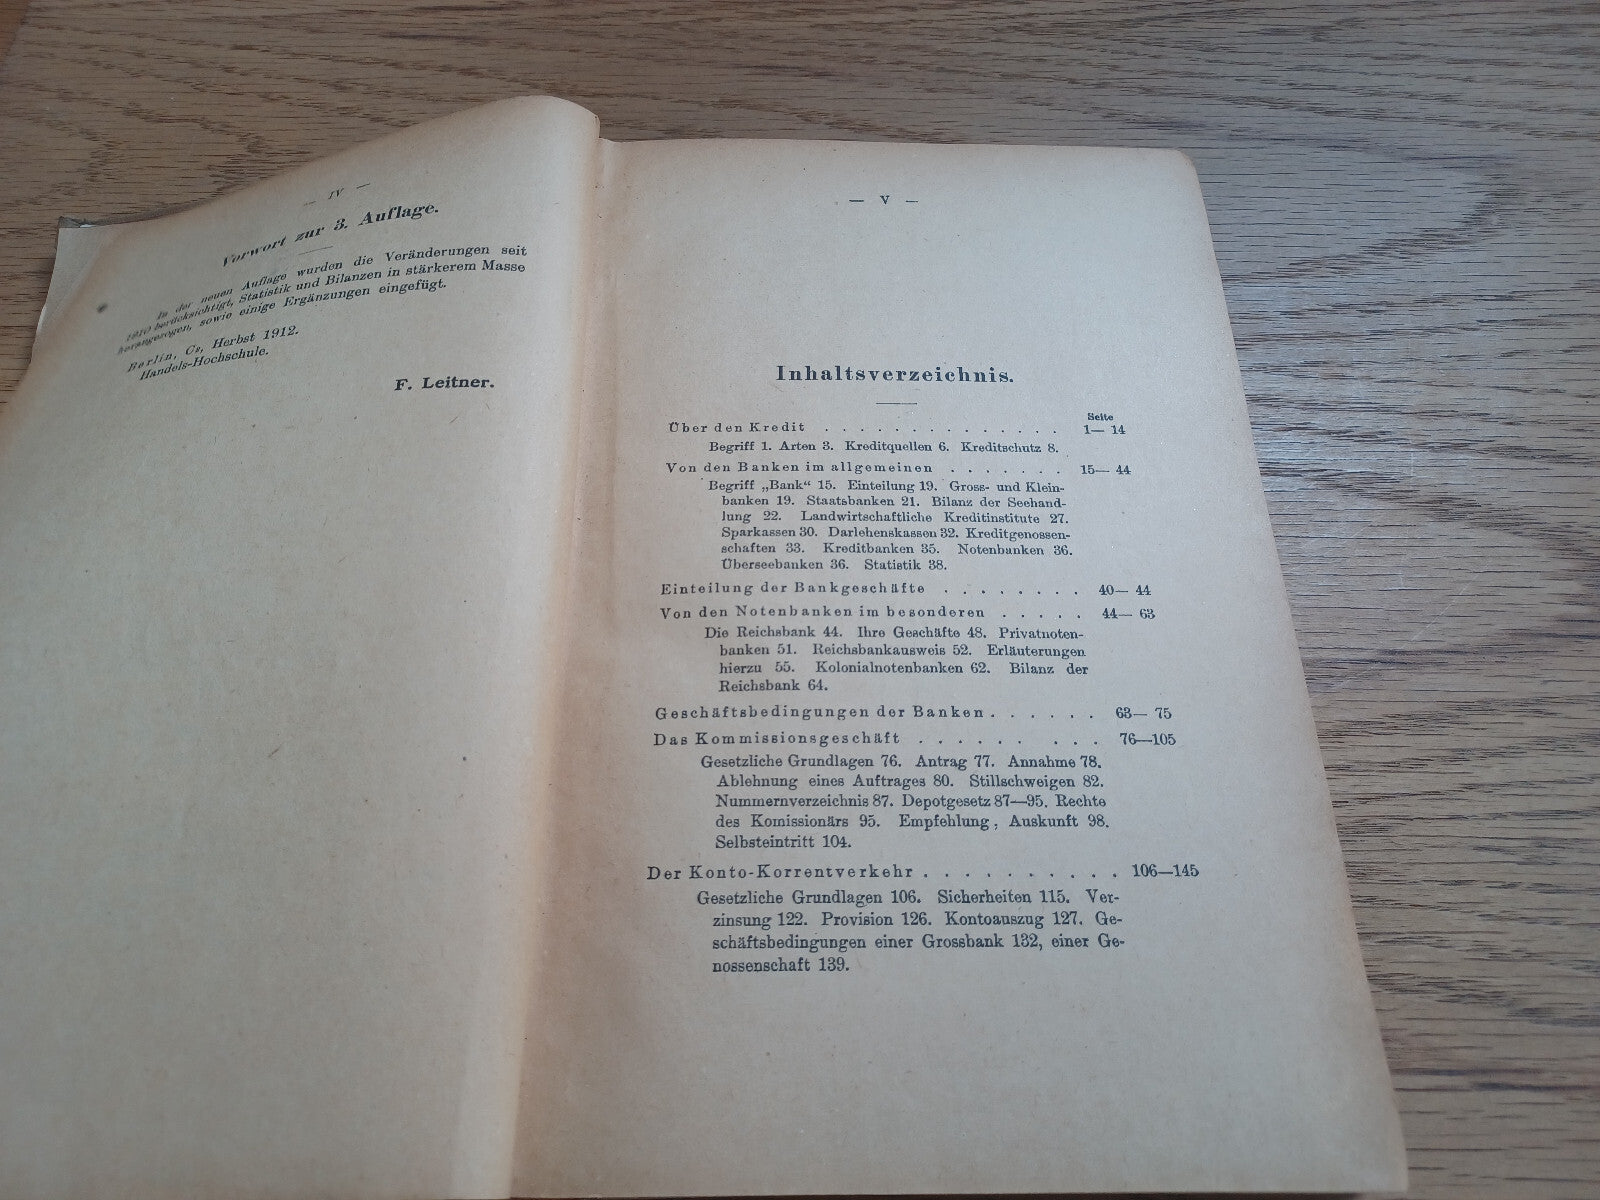 — IV —
Vorwort zur 3. Auflage.
In der neuen Auflage wurden die Veränderungen seit
1910 berücksichtigt, Statistik und Bilanzen in stärkerem Masse
herangezogen, sowie einige Ergänzungen eingefügt.
Berlin, C2, Herbst 1912.
Handels-Hochschule.
F. Leitner.
— V —
Inhaltsverzeichnis.
Seite
Über den Kredit . . . . . . . . . . . . . . 1— 14
Begriff 1. Arten 3. Kreditquellen 6. Kreditschutz 8.
Von den Banken im allgemeinen . . . . . . . 15— 44
Begriff „Bank“ 15. Einteilung 19. Gross- und Klein-
banken 19. Staatsbanken 21. Bilanz der Seehand-
lung 22. Landwirtschaftliche Kreditinstitute 27.
Sparkassen 30. Darlehenskassen 32. Kreditgenossen-
schaften 33. Kreditbanken 35. Notenbanken 36.
Überseebanken 36. Statistik 38.
Einteilung der Bankgeschäfte . . . . . . . . 40— 44
Von den Notenbanken im besonderen . . . . . 44— 63
Die Reichsbank 44. Ihre Geschäfte 48. Privatnoten-
banken 51. Reichsbankausweis 52. Erläuterungen
hierzu 55. Kolonialnotenbanken 62. Bilanz der
Reichsbank 64.
Geschäftsbedingungen der Banken . . . . . . 63— 75
Das Kommissionsgeschäft . . . . . . . . . 76—105
Gesetzliche Grundlagen 76. Antrag 77. Annahme 78.
Ablehnung eines Auftrages 80. Stillschweigen 82.
Nummernverzeichnis 87. Depotgesetz 87—95. Rechte
des Komissionärs 95. Empfehlung, Auskunft 98.
Selbsteintritt 104.
Der Konto-Korrentverkehr . . . . . . . . . . 106—145
Gesetzliche Grundlagen 106. Sicherheiten 115. Ver-
zinsung 122. Provision 126. Kontoauszug 127. Ge-
schäftsbedingungen einer Grossbank 132, einer Ge-
nossenschaft 139.